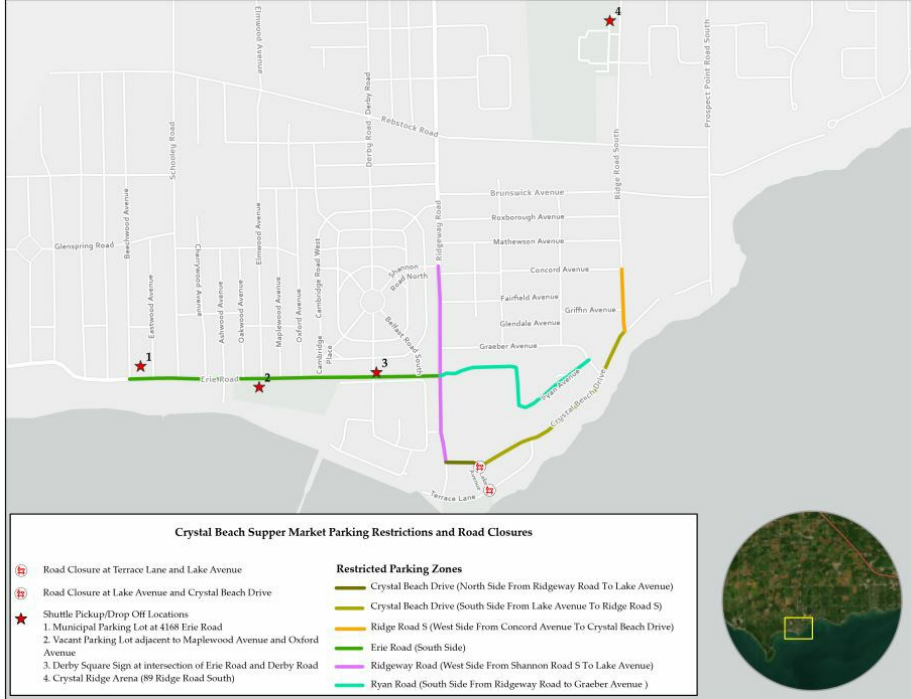 4
Elmwood Avenue
Derby Road
Derby Road
Rebstock Road
Schooley Road
Prospect Point Road South
Ridge Road South
Brunswick Avenue
Roxborough Avenue
Ridgeway Road
Mathewson Avenue
Beechwood Avenue
Glenspring Road
Cherrywood Avenue
Elmwood Avenue
Cambridge Road West
Shannon
Road North
Concord Avenue
Eastwood Avenue
Ashwood Avenue
Oakwood Avenue
Maplewood Avenue
Oxford Avenue
Fairfield Avenue
Griffin Avenue
Glendale Avenue
Cambridge
Place
Belfast Road South
Graeber Avenue
1
3
Erie Road
2
Ryan Avenue
Crystal Beach Drive
Lake
Avenue
Terrace Lane
Crystal Beach Supper Market Parking Restrictions and Road Closures
Road Closure at Terrace Lane and Lake Avenue
Road Closure at Lake Avenue and Crystal Beach Drive
Shuttle Pickup/Drop Off Locations
1. Municipal Parking Lot at 4168 Erie Road
2. Vacant Parking Lot adjacent to Maplewood Avenue and Oxford
Avenue
3. Derby Square Sign at intersection of Erie Road and Derby Road
4. Crystal Ridge Arena (89 Ridge Road South)
Restricted Parking Zones
Crystal Beach Drive (North Side From Ridgeway Road To Lake Avenue)
Crystal Beach Drive (South Side From Lake Avenue To Ridge Road S)
Ridge Road S (West Side From Concord Avenue To Crystal Beach Drive)
Erie Road (South Side)
Ridgeway Road (West Side From Shannon Road S To Lake Avenue)
Ryan Road (South Side From Ridgeway Road to Graeber Avenue )